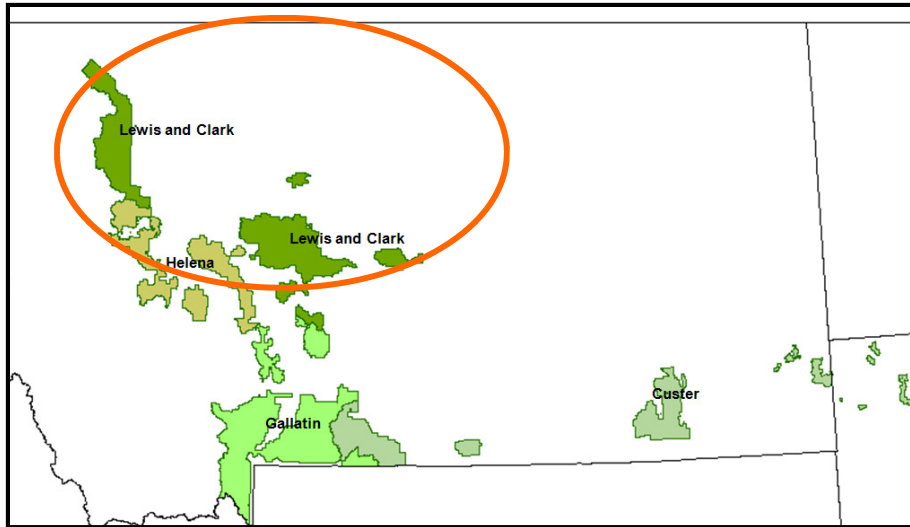 Lewis and Clark
Lewis and Clark
Helena
Custer
Gallatin